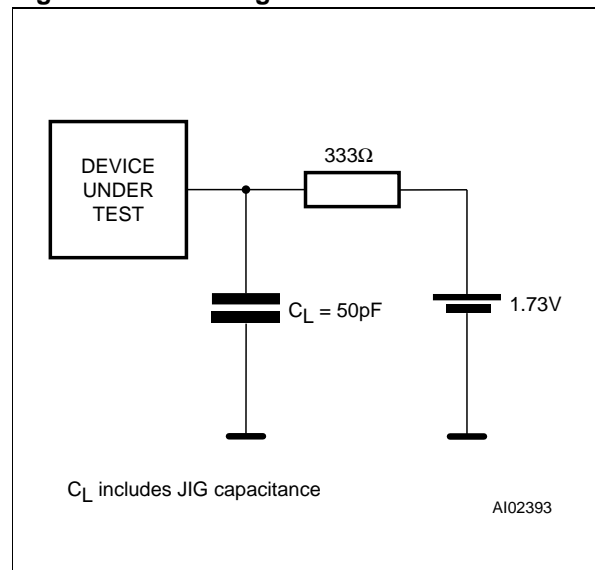 DEVICE
UNDER
TEST
333Ω
C_L = 50pF
1.73V
C_L includes JIG capacitance
AI02393